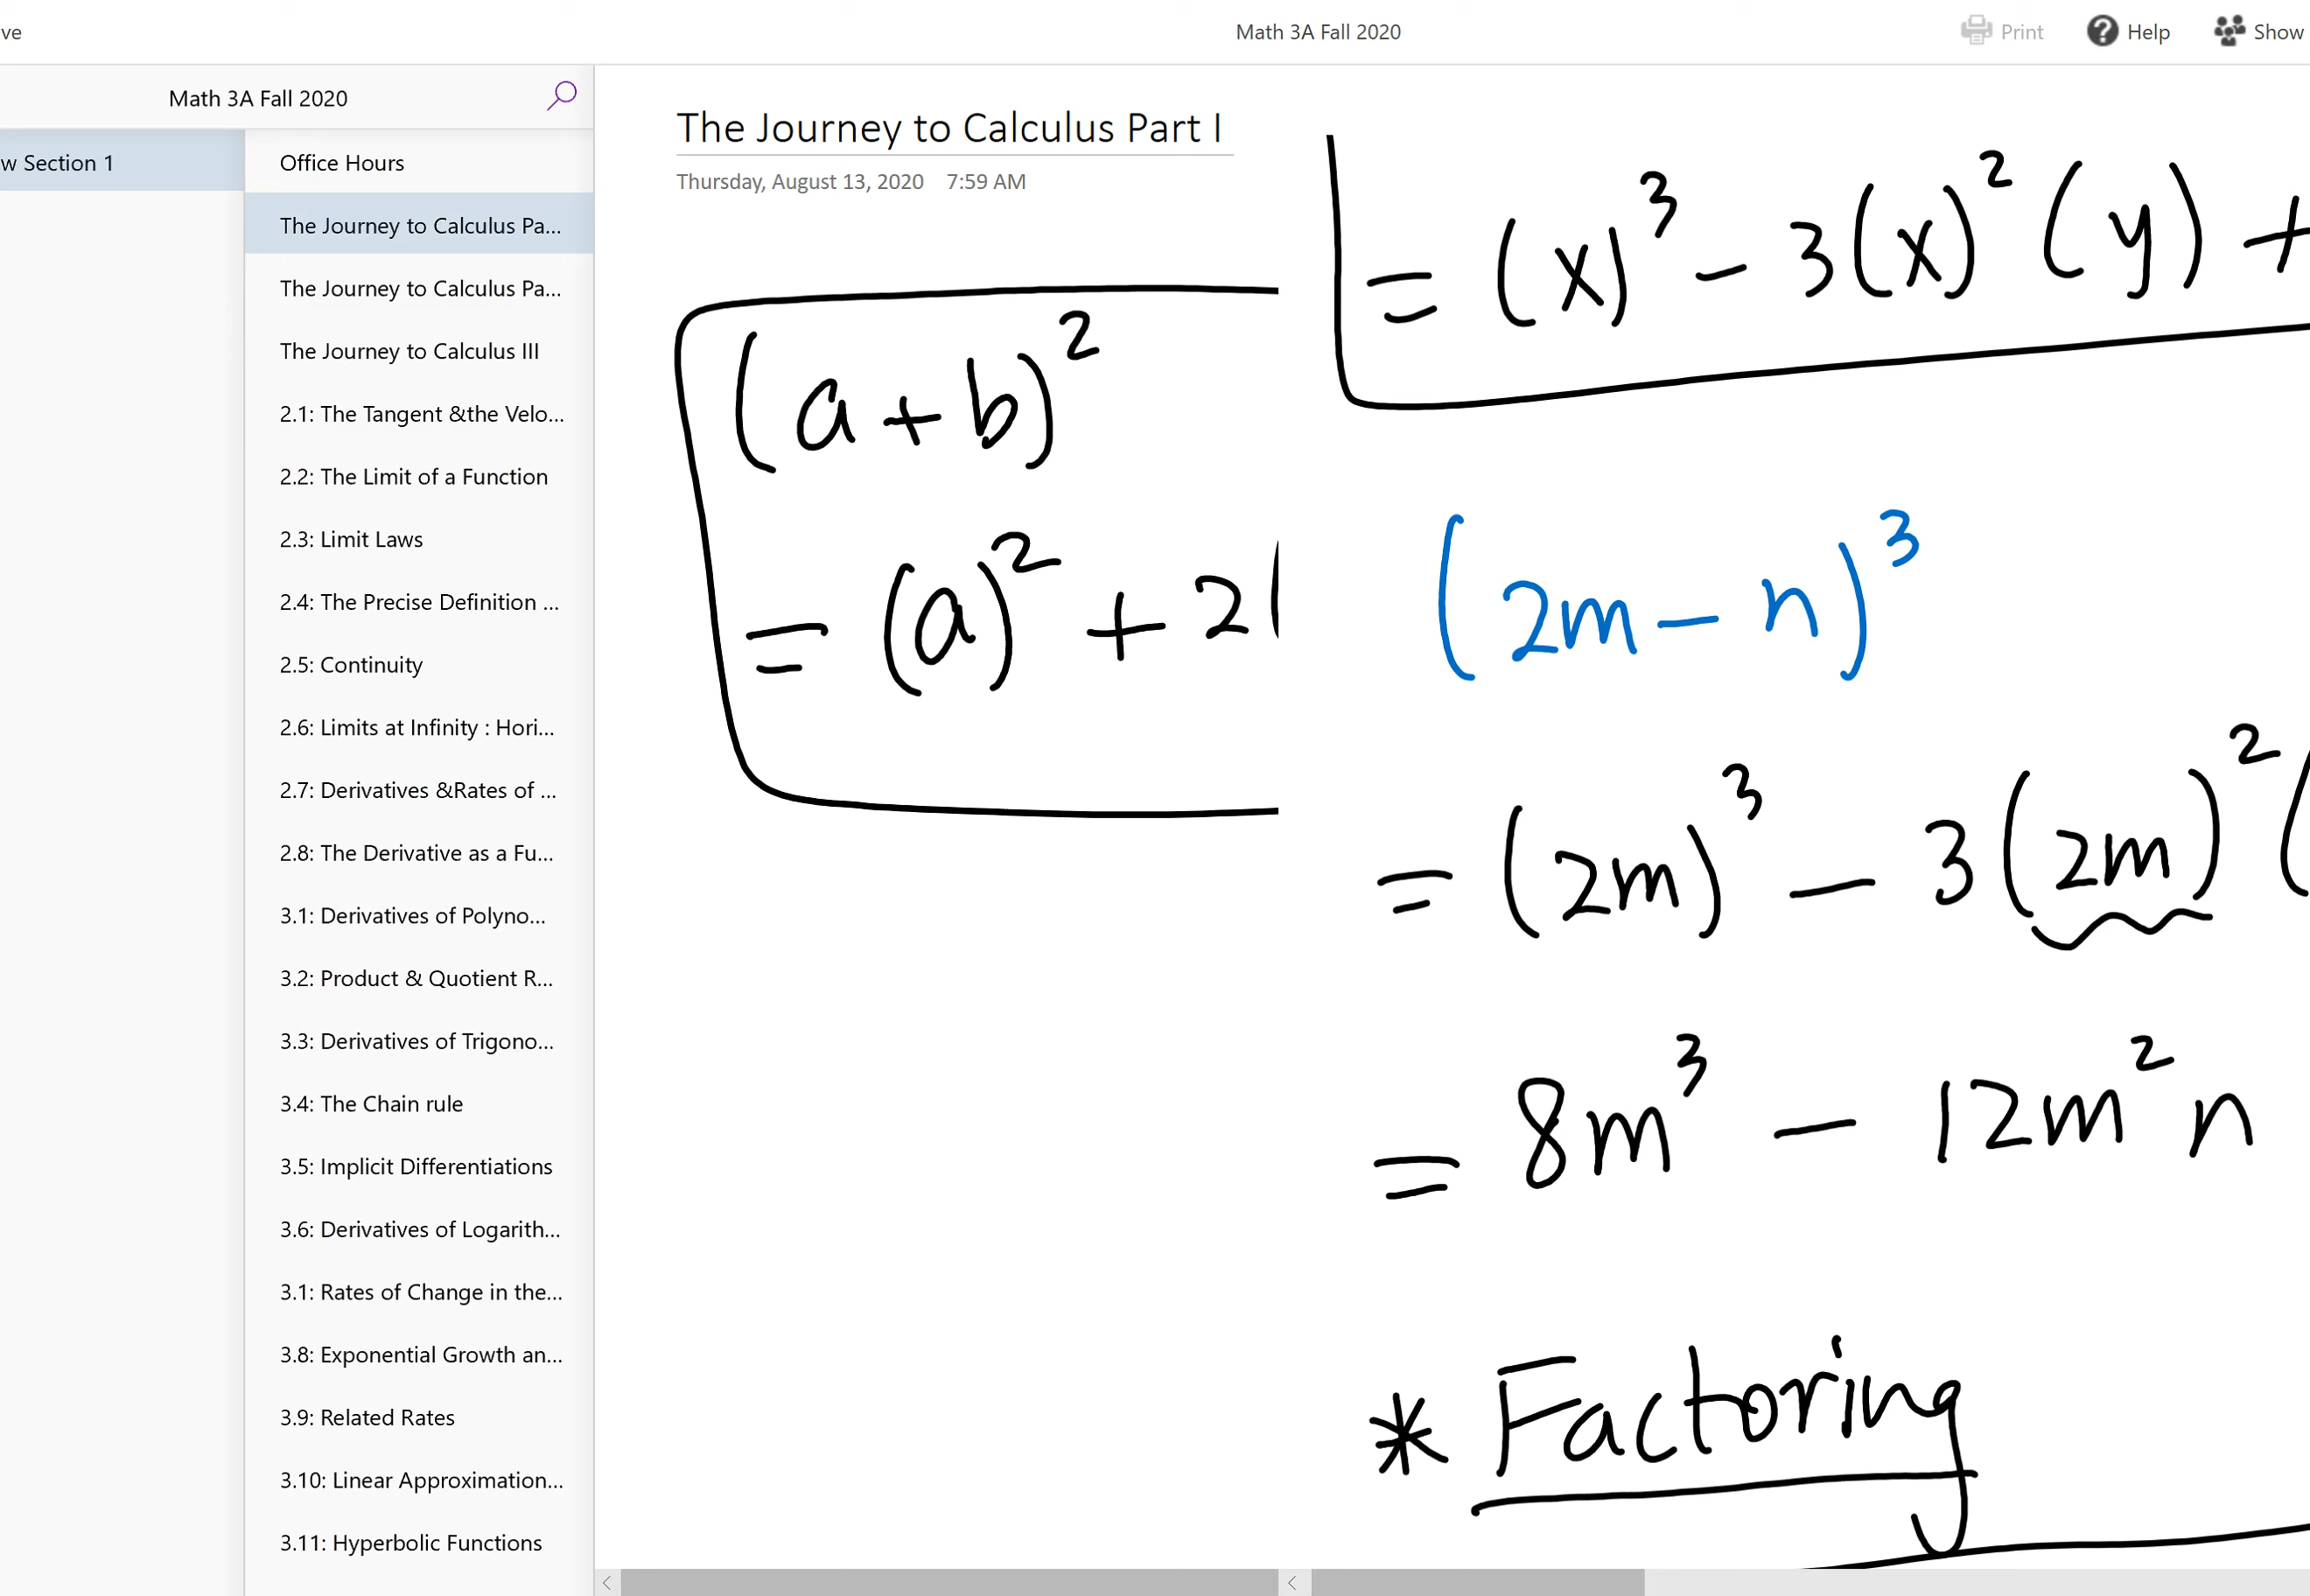 ve
Math 3A Fall 2020
Print
Help
Show
Math 3A Fall 2020
w Section 1
Office Hours
The Journey to Calculus Pa...
The Journey to Calculus Pa...
The Journey to Calculus III
2.1: The Tangent &the Velo...
2.2: The Limit of a Function
2.3: Limit Laws
2.4: The Precise Definition ...
2.5: Continuity
2.6: Limits at Infinity : Hori...
2.7: Derivatives &Rates of ...
2.8: The Derivative as a Fu...
3.1: Derivatives of Polyno...
3.2: Product & Quotient R...
3.3: Derivatives of Trigono...
3.4: The Chain rule
3.5: Implicit Differentiations
3.6: Derivatives of Logarith...
3.1: Rates of Change in the...
3.8: Exponential Growth an...
3.9: Related Rates
3.10: Linear Approximation...
3.11: Hyperbolic Functions
The Journey to Calculus Part I
Thursday, August 13, 2020 7:59 AM
(a+b)²
= (a)² + 2(
= (x)³ - 3(x)² (y) +
(2m - n)³
= (2m)³ - 3(2m)² (
= 8m³ - 12m²n
* Factoring